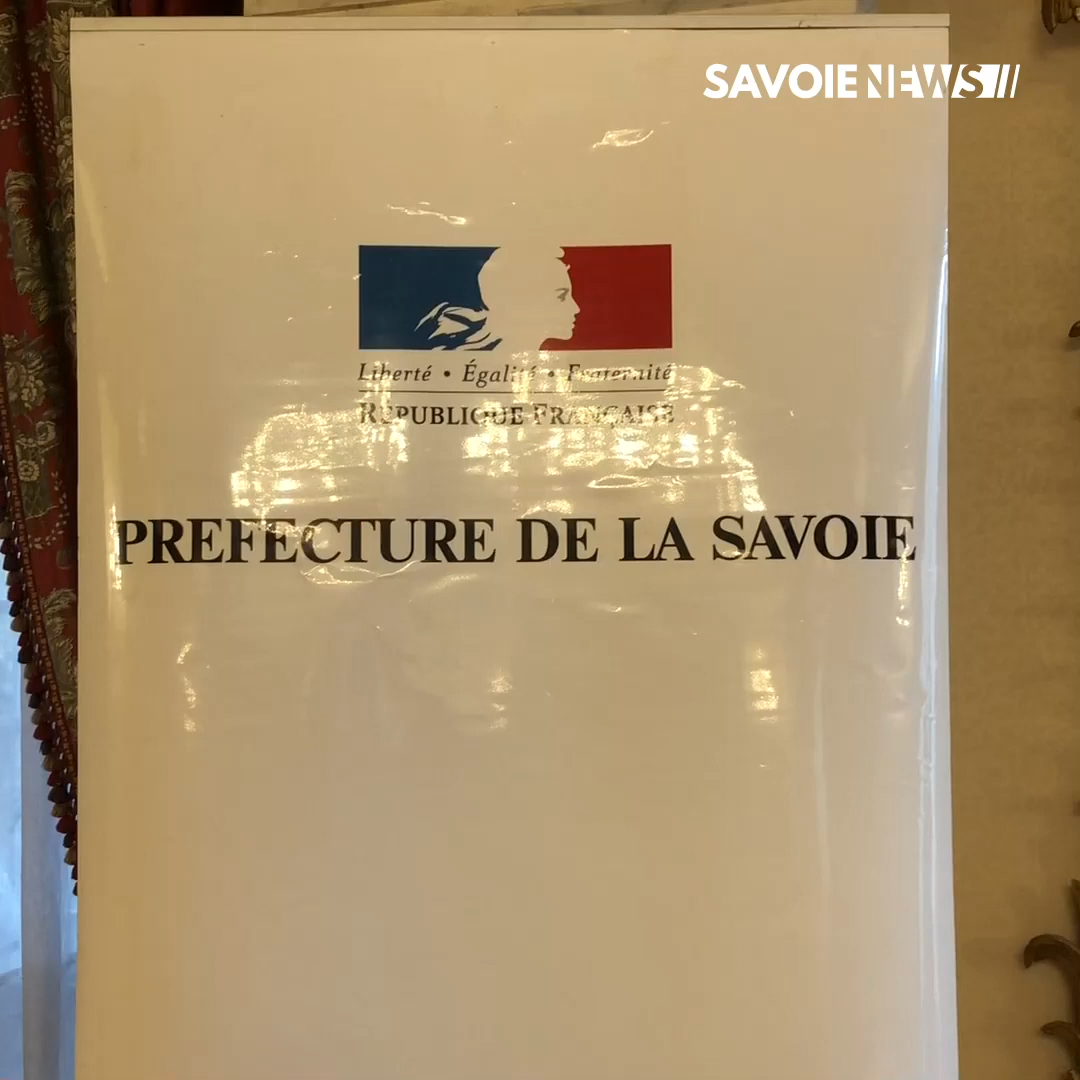 SAVOIE NEWS
Liberté • Égalité • Fraternité
RÉPUBLIQUE FRANÇAISE
PREFECTURE DE LA SAVOIE